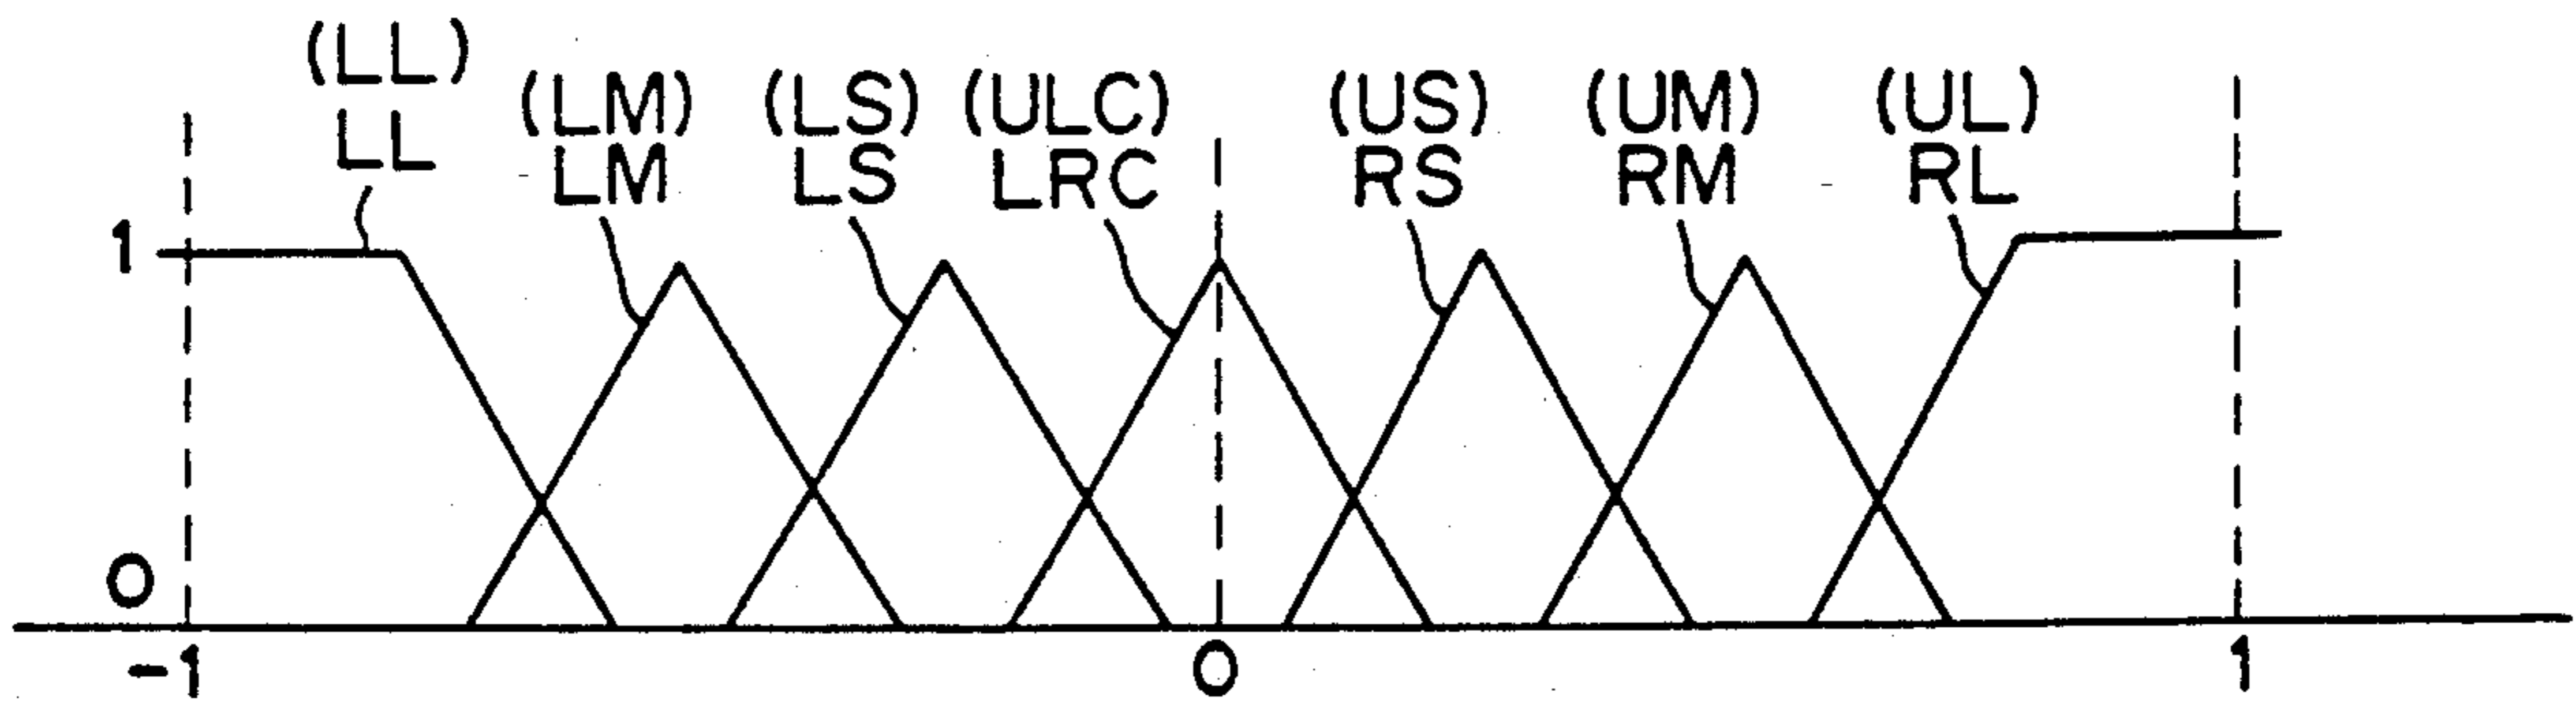 (LL)
LL
(LM)
LM
(LS)
LS
(ULC)
LRC
(US)
RS
(UM)
RM
(UL)
RL
1
0
-1
0
1